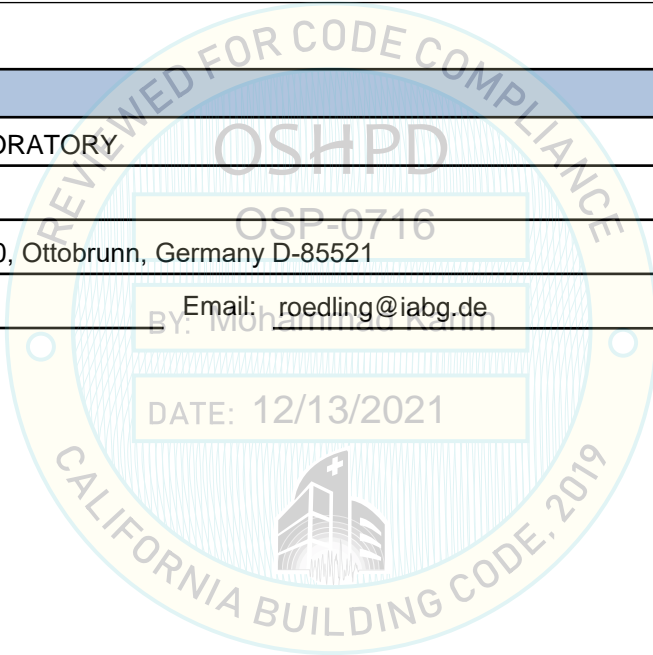 REVIEWED FOR CODE COMPLIANCE
ORATORY
OSHPD
OSP-0716
0, Ottobrunn, Germany D-85521
Email: roedling@iabg.de
BY: Mohammad Karim
DATE: 12/13/2021
CALIFORNIA BUILDING CODE, 2019